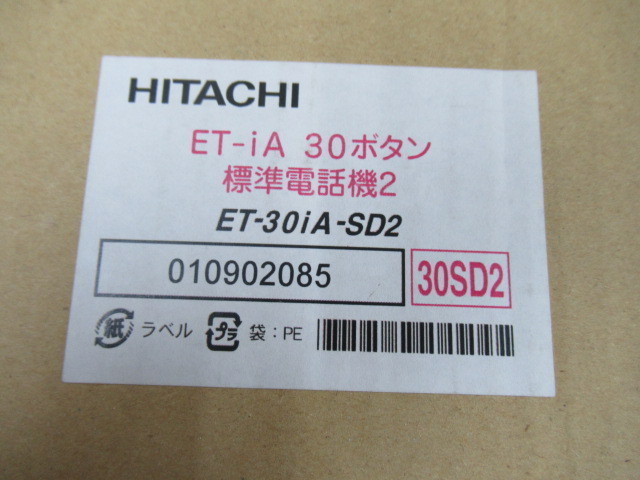 HITACHI
ET-iA 30ボタン
標準電話機2
ET-30iA-SD2
010902085
30SD2
紙 ラベル プラ 袋:PE